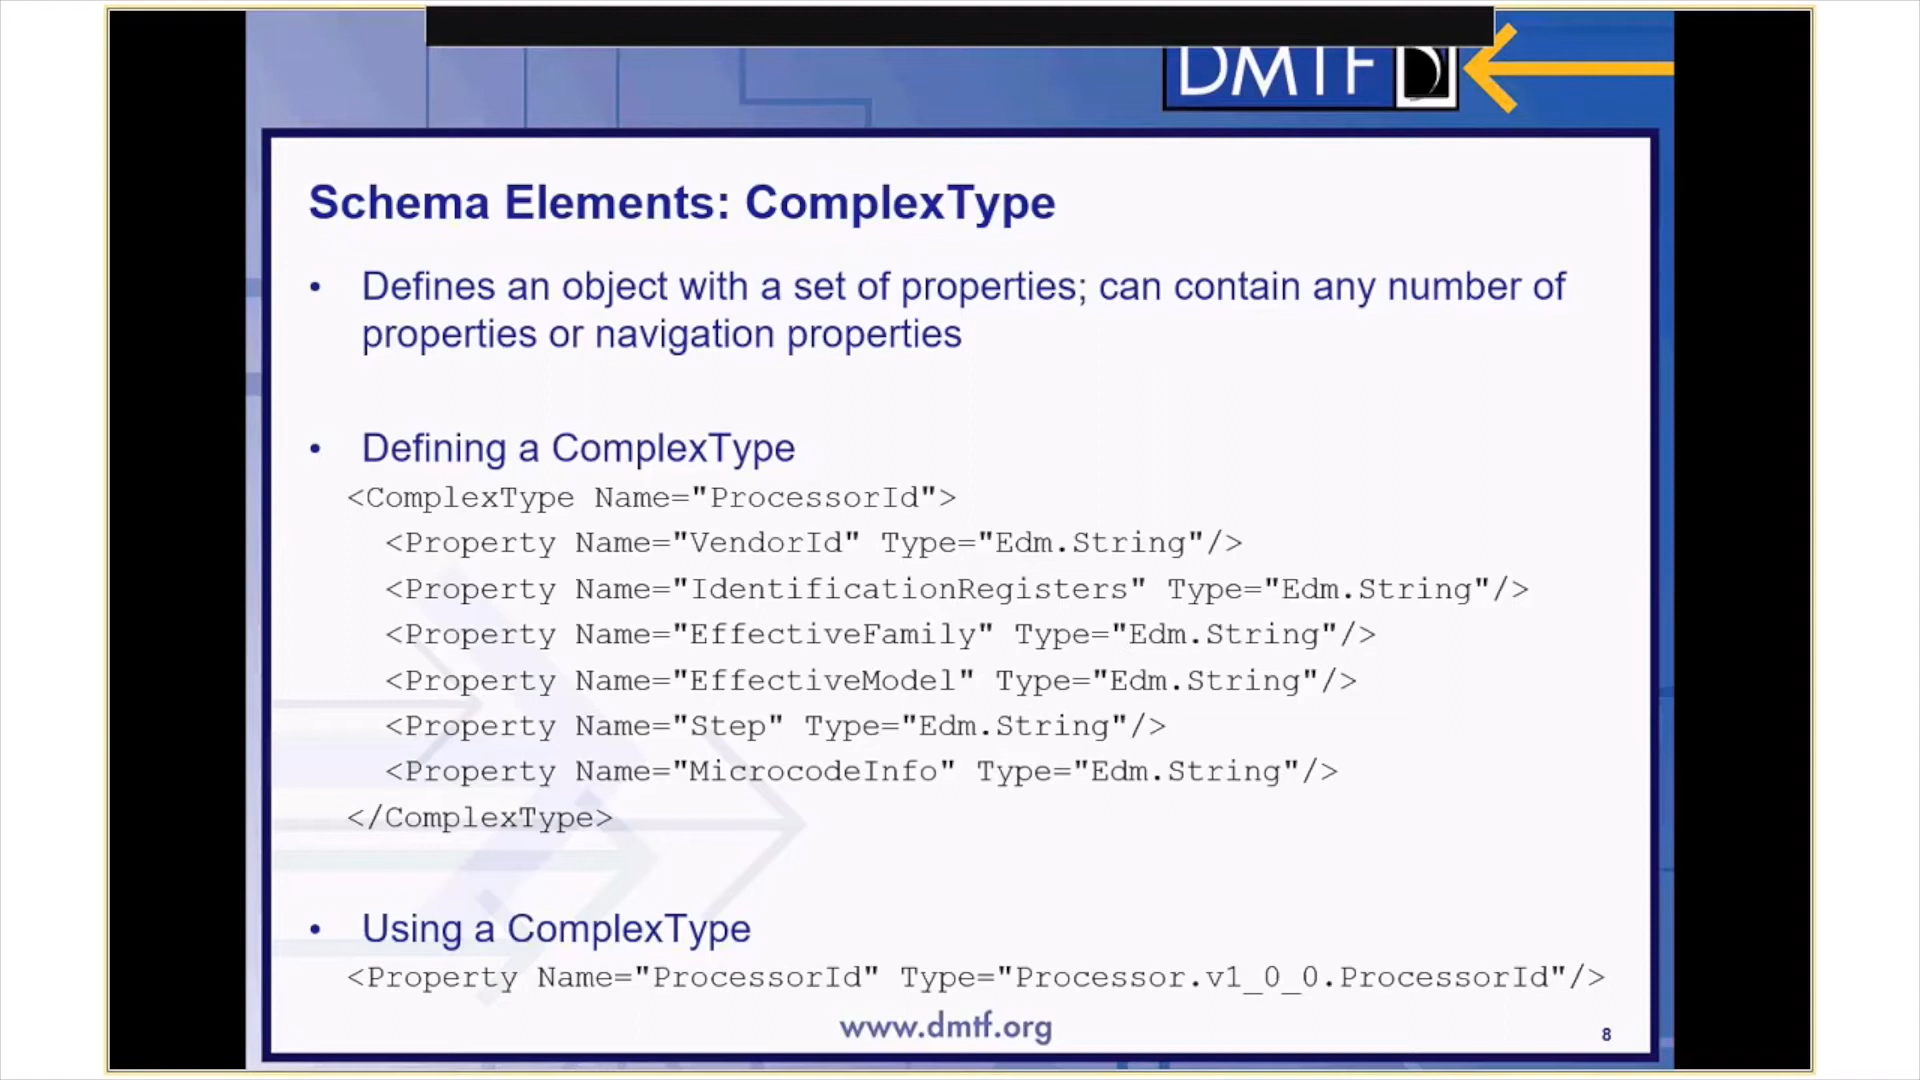 DMTF
Schema Elements: ComplexType
• Defines an object with a set of properties; can contain any number of
properties or navigation properties
• Defining a ComplexType
<ComplexType Name="ProcessorId">
<Property Name="VendorId" Type="Edm.String"/>
<Property Name="IdentificationRegisters" Type="Edm.String"/>
<Property Name="EffectiveFamily" Type="Edm.String"/>
<Property Name="EffectiveModel" Type="Edm.String"/>
<Property Name="Step" Type="Edm.String"/>
<Property Name="MicrocodeInfo" Type="Edm.String"/>
</ComplexType>
• Using a ComplexType
<Property Name="ProcessorId" Type="Processor.v1_0_0.ProcessorId"/>
www.dmtf.org
8